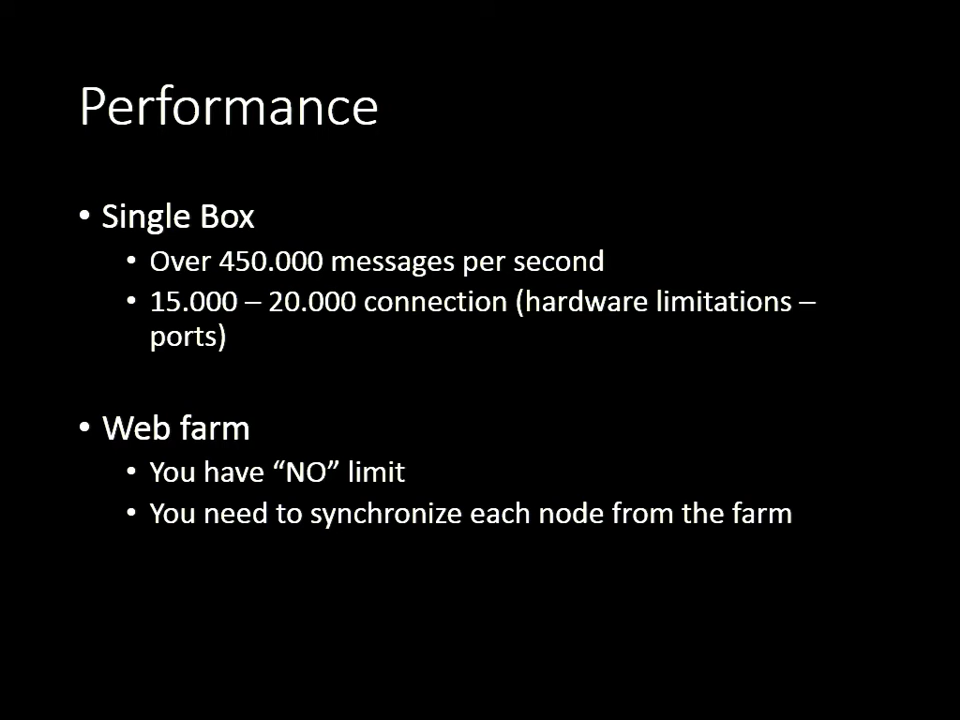 Performance
• Single Box
• Over 450.000 messages per second
• 15.000 – 20.000 connection (hardware limitations –
ports)
• Web farm
• You have “NO” limit
• You need to synchronize each node from the farm